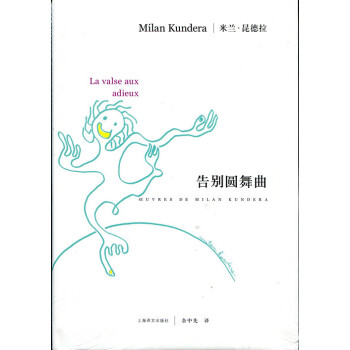 Milan Kundera | 米兰·昆德拉
La valse aux
adieux
告别圆舞曲
ŒUVRES DE MILAN KUNDERA
上海译文出版社 | 余中先 译